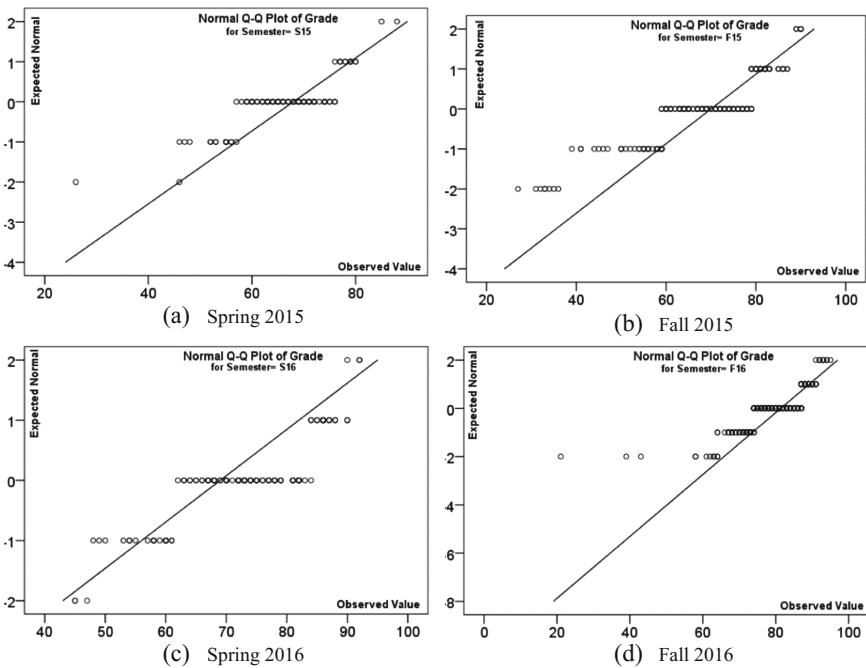 Normal Q-Q Plot of Grade
for Semester= S15
Expected Normal
2
1
0
-1
-2
-3
-4
20 40 60 80
Observed Value
(a) Spring 2015
Normal Q-Q Plot of Grade
for Semester= F15
Expected Normal
2
1
0
-1
-2
-3
-4
20 40 60 80 100
Observed Value
(b) Fall 2015
Normal Q-Q Plot of Grade
for Semester= S16
Expected Normal
2
1
0
-1
-2
40 50 60 70 80 90 100
Observed Value
(c) Spring 2016
Normal Q-Q Plot of Grade
for Semester= F16
Expected Normal
2
0
-2
-4
-6
-8
0 20 40 60 80 100
Observed Value
(d) Fall 2016